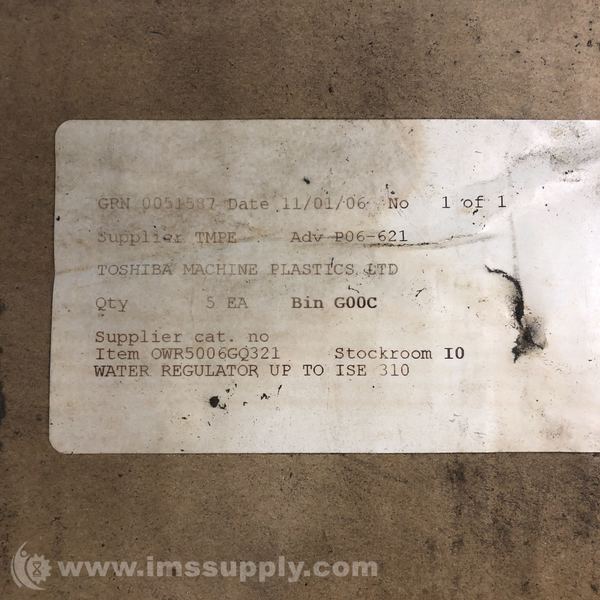 GRN 0051587 Date 11/01/06 No 1 of 1
Supplier TMPE Adv P06-621
TOSHIBA MACHINE PLASTICS LTD
Qty 5 EA Bin G00C
Supplier cat. no
Item OWR5006GQ321 Stockroom I0
WATER REGULATOR UP TO ISE 310
www.imssupply.com